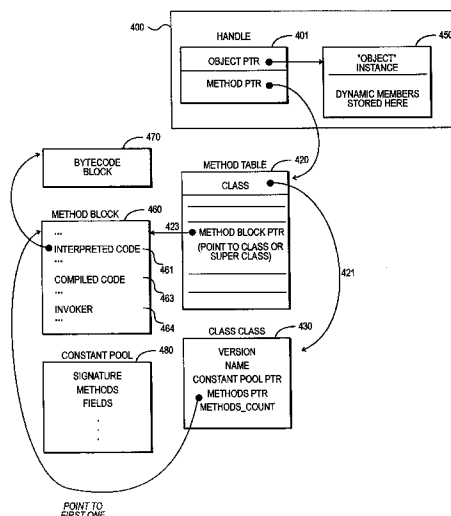 400
HANDLE
401
OBJECT PTR
METHOD PTR
450
"OBJECT"
INSTANCE
DYNAMIC MEMBERS
STORED HERE
470
BYTECODE
BLOCK
METHOD TABLE
420
CLASS
METHOD BLOCK PTR
(POINT TO CLASS OR
SUPER CLASS)
METHOD BLOCK
460
423
...
INTERPRETED CODE
461
...
COMPILED CODE
463
...
INVOKER
464
...
421
CONSTANT POOL
480
SIGNATURE
METHODS
FIELDS
CLASS CLASS
430
VERSION
NAME
CONSTANT POOL PTR
METHODS PTR
METHODS_COUNT
POINT TO
FIRST ONE